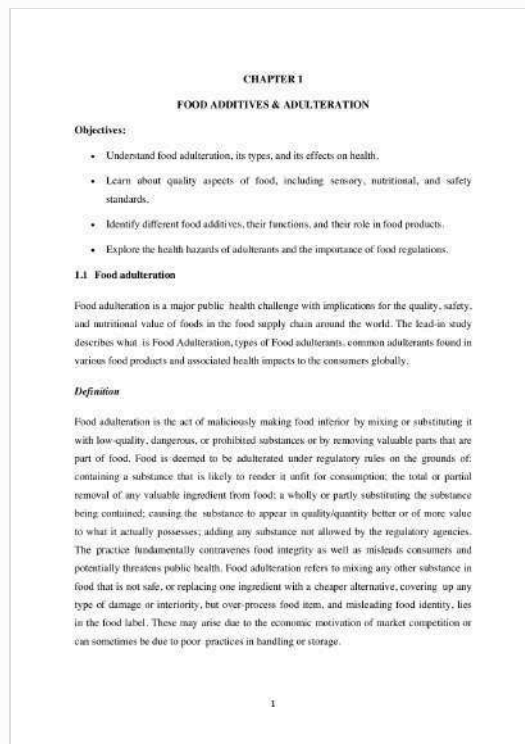 CHAPTER 1
FOOD ADDITIVES & ADULTERATION
Objectives:
• Understand food adulteration, its types, and its effects on health.
• Learn about quality aspects of food, including sensory, nutritional, and safety
standards.
• Identify different food additives, their functions, and their role in food products.
• Explore the health hazards of adulterants and the importance of food regulations.
1.1 Food adulteration
Food adulteration is a major public health challenge with implications for the quality, safety,
and nutritional value of foods in the food supply chain around the world. The lead-in study
describes what is Food Adulteration, types of Food adulterants, common adulterants found in
various food products and associated health impacts to the consumers globally.
Definition
Food adulteration is the act of maliciously making food inferior by mixing or substituting it
with low-quality, dangerous, or prohibited substances or by removing valuable parts that are
part of food. Food is deemed to be adulterated under regulatory rules on the grounds of:
containing a substance that is likely to render it unfit for consumption; the total or partial
removal of any valuable ingredient from food; a wholly or partly substituting the substance
being contained; causing the substance to appear in quality/quantity better or of more value
to what it actually possesses; adding any substance not allowed by the regulatory agencies.
The practice fundamentally contravenes food integrity as well as misleads consumers and
potentially threatens public health. Food adulteration refers to mixing any other substance in
food that is not safe, or replacing one ingredient with a cheaper alternative, covering up any
type of damage or interiority, but over-process food item, and misleading food identity, lies
in the food label. These may arise due to the economic motivation of market competition or
can sometimes be due to poor practices in handling or storage.
1